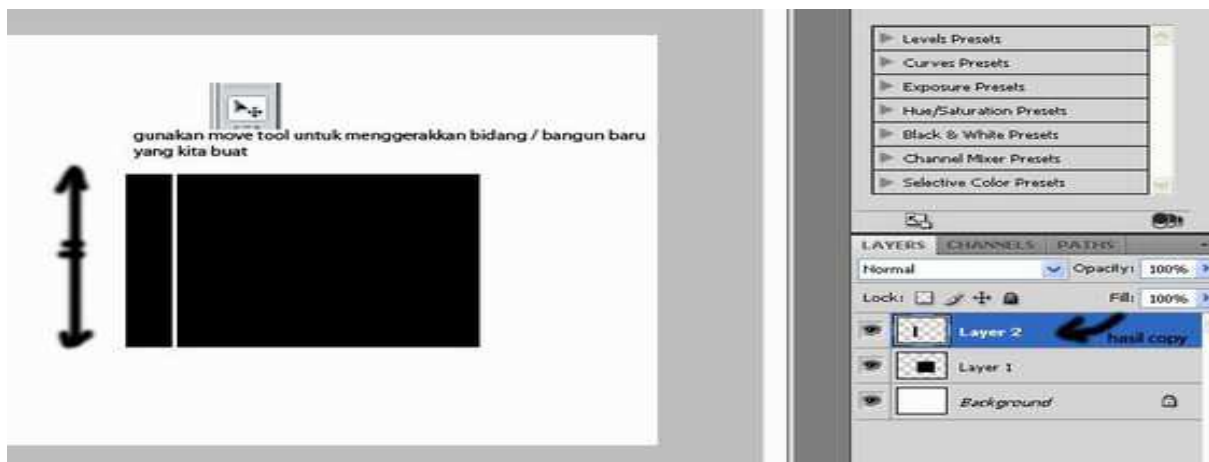 gunakan move tool untuk menggerakkan bidang / bangun baru
yang kita buat
Levels Presets
Curves Presets
Exposure Presets
Hue/Saturation Presets
Black & White Presets
Channel Mixer Presets
Selective Color Presets
LAYERS CHANNELS PATHS
Normal Opacity: 100%
Lock: Fill: 100%
Layer 2 hasil copy
Layer 1
Background